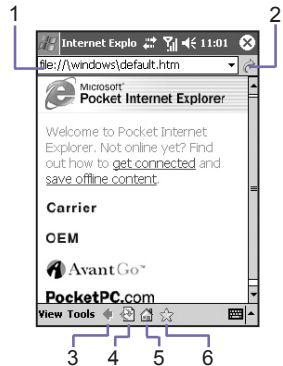 1
2
Internet Explo 11:01
file://\windows\default.htm
Microsoft®
Pocket Internet Explorer
Welcome to Pocket Internet
Explorer. Not online yet? Find
out how to get connected and
save offline content.
Carrier
OEM
AvantGo™
PocketPC.com
View Tools
3
4
5
6